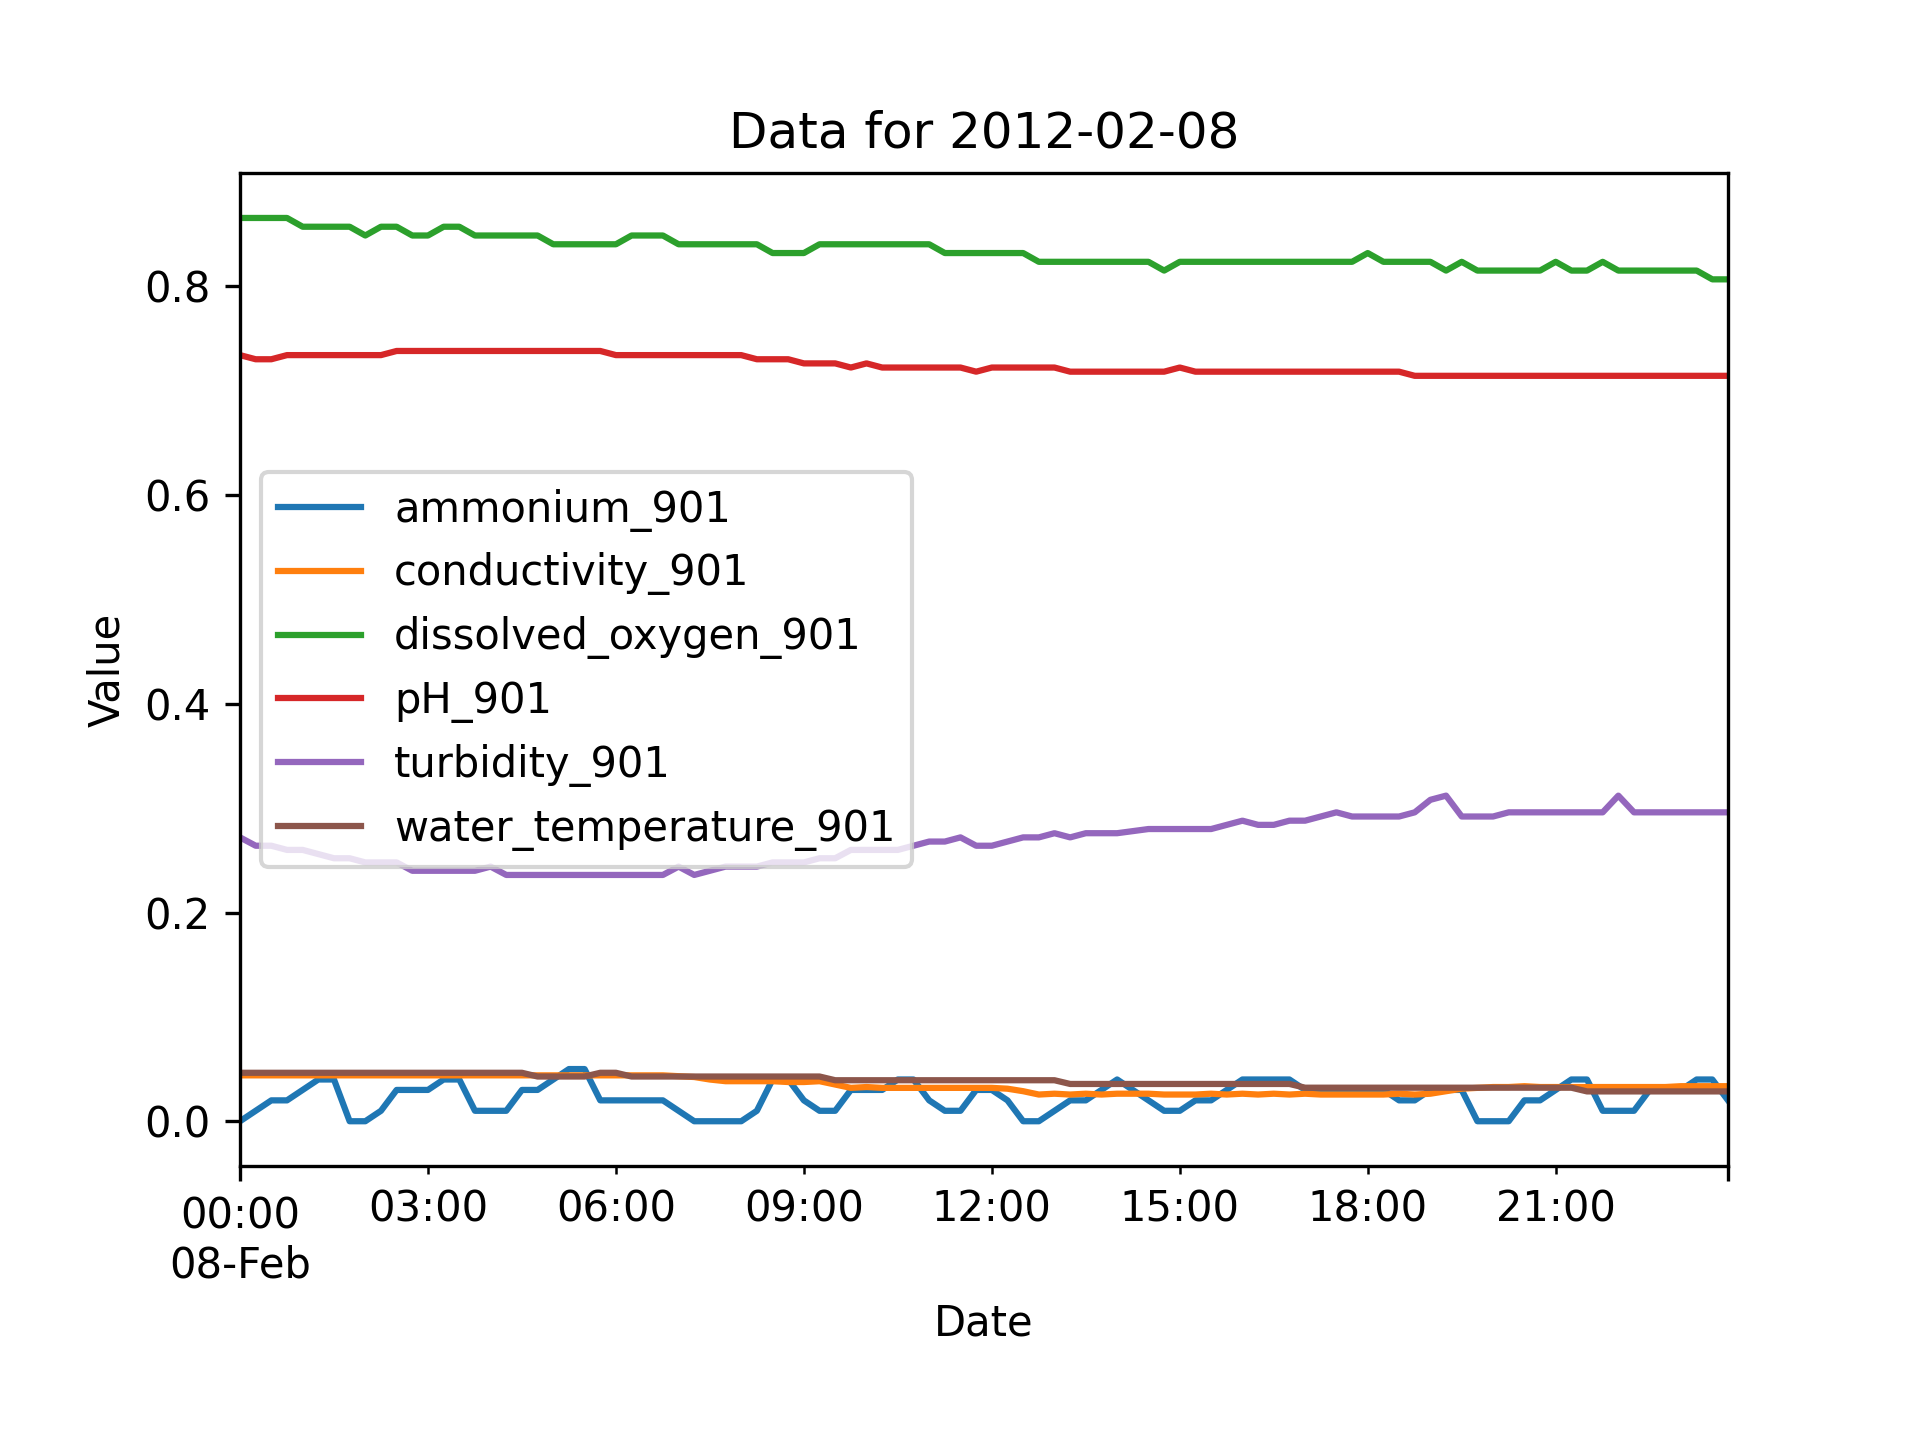 Data for 2012-02-08
0.8
0.6
0.4
0.2
0.0
Value
ammonium_901
conductivity_901
dissolved_oxygen_901
pH_901
turbidity_901
water_temperature_901
00:00 03:00 06:00 09:00 12:00 15:00 18:00 21:00
08-Feb
Date